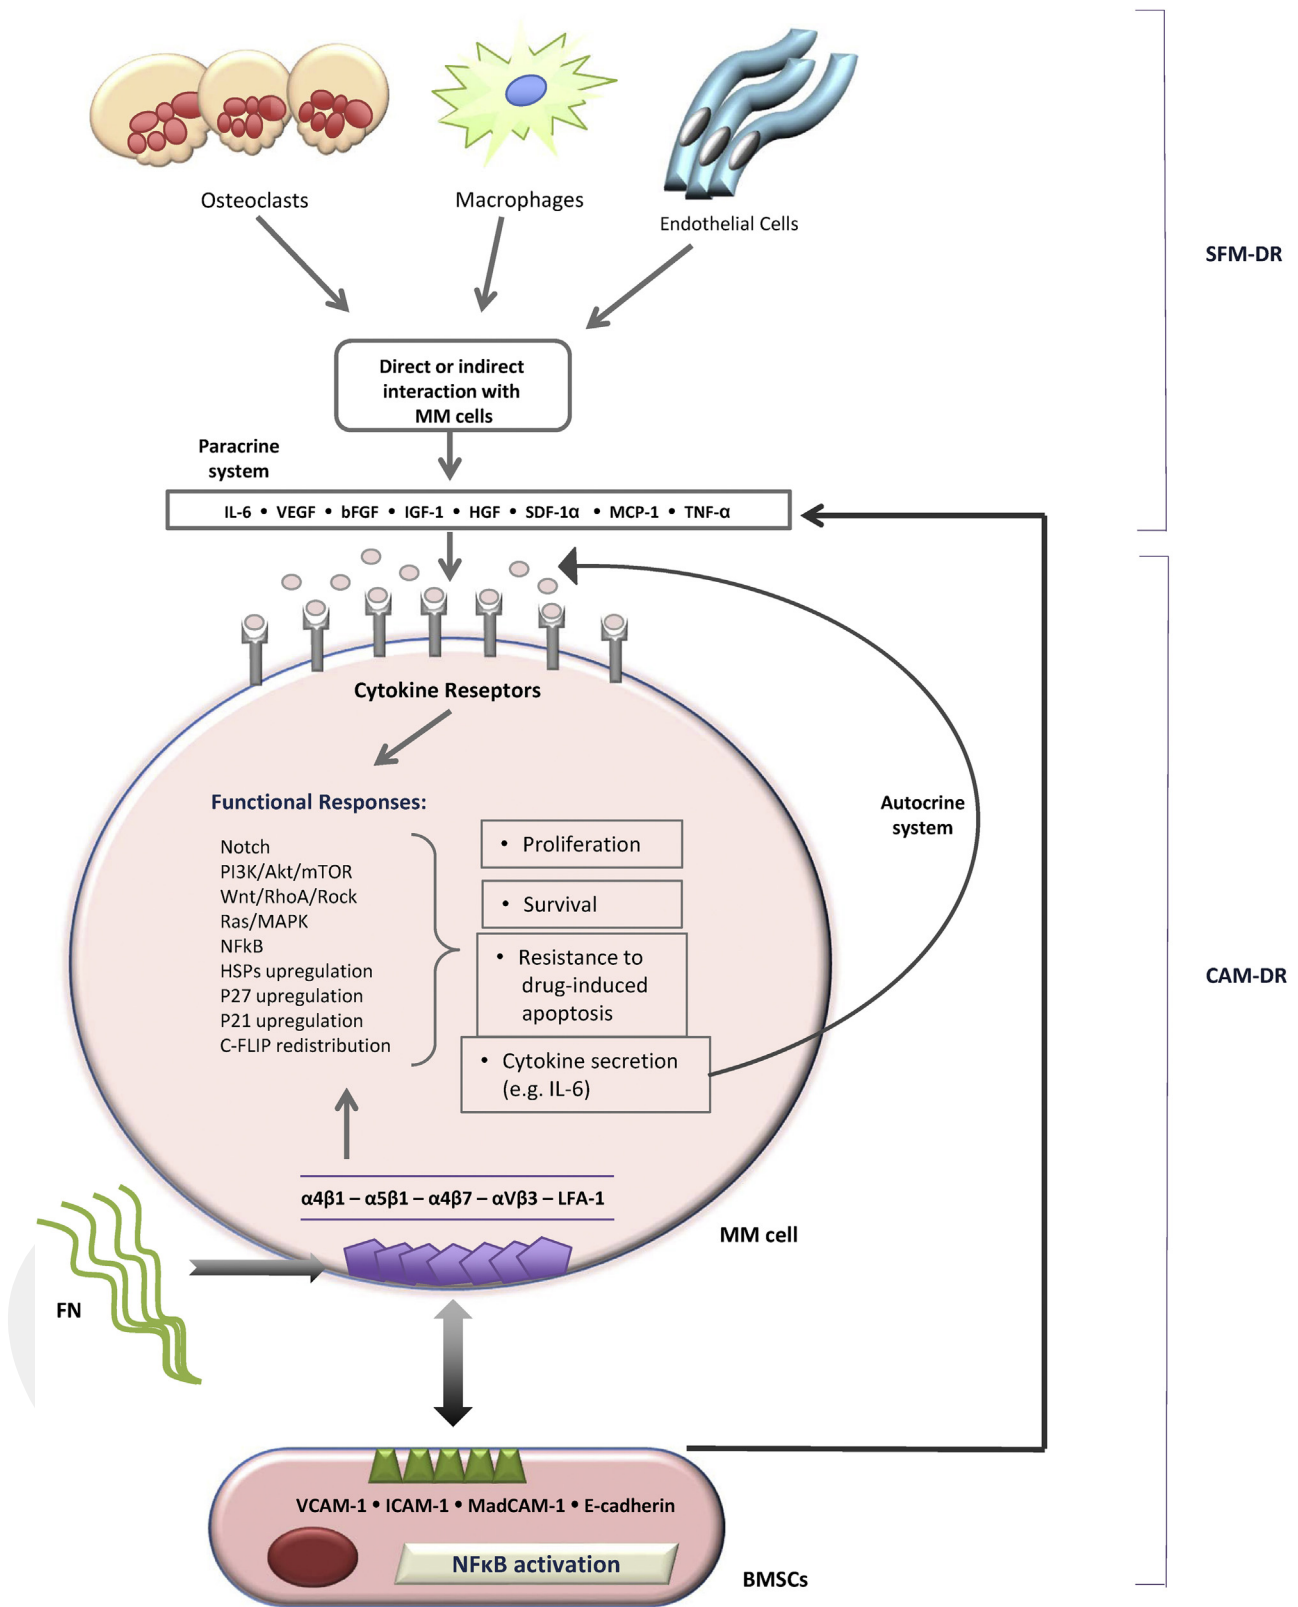 Osteoclasts
Macrophages
Endothelial Cells
SFM-DR
Direct or indirect
interaction with
MM cells
Paracrine
system
IL-6 • VEGF • bFGF • IGF-1 • HGF • SDF-1α • MCP-1 • TNF-α
Cytokine Reseptors
Functional Responses:
Notch
PI3K/Akt/mTOR
Wnt/RhoA/Rock
Ras/MAPK
NFkB
HSPs upregulation
P27 upregulation
P21 upregulation
C-FLIP redistribution
• Proliferation
• Survival
• Resistance to
drug-induced
apoptosis
• Cytokine secretion
(e.g. IL-6)
Autocrine
system
CAM-DR
α4β1 – α5β1 – α4β7 – αVβ3 – LFA-1
MM cell
FN
VCAM-1 • ICAM-1 • MadCAM-1 • E-cadherin
NFκB activation
BMSCs